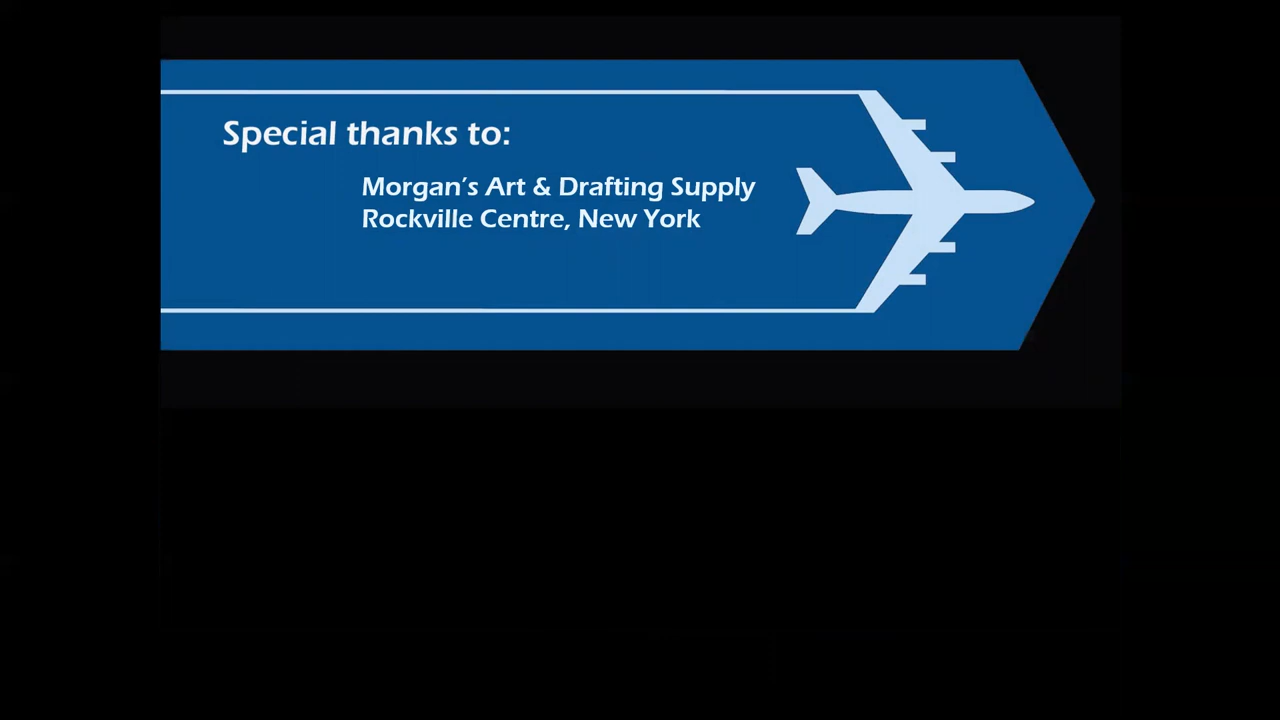 Special thanks to:
Morgan's Art & Drafting Supply
Rockville Centre, New York